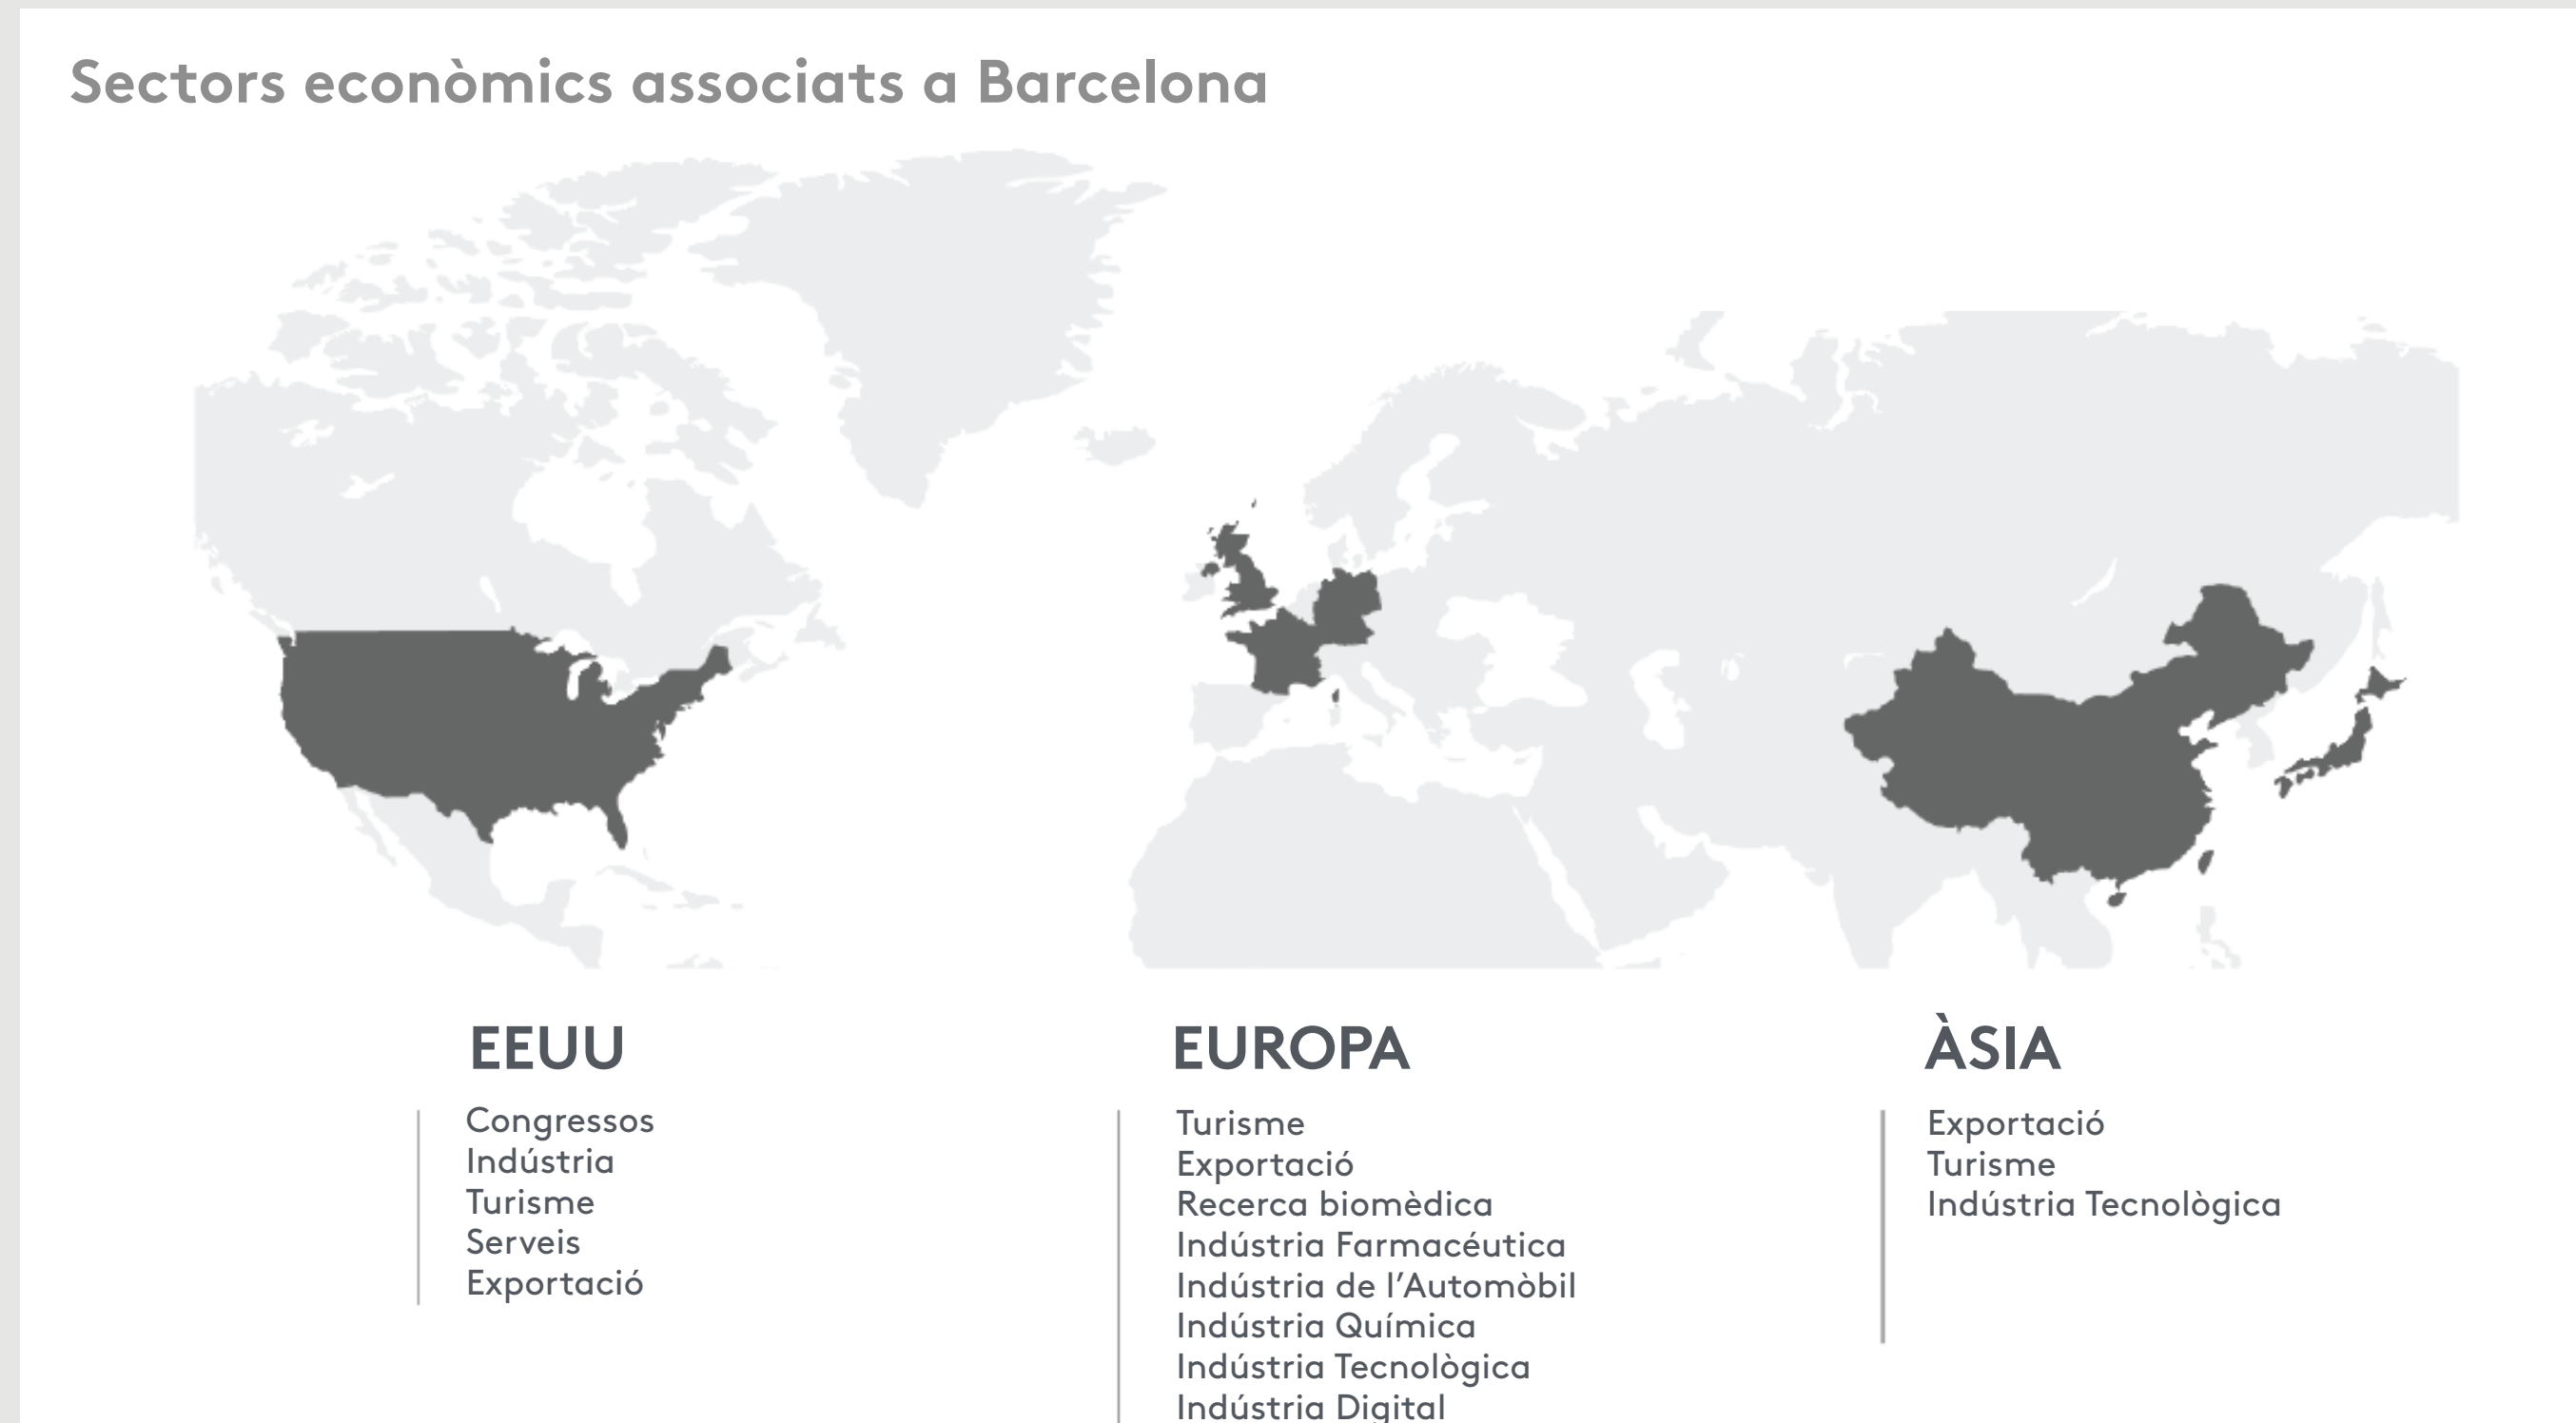 Sectors econòmics associats a Barcelona
EEUU
Congressos
Indústria
Turisme
Serveis
Exportació
EUROPA
Turisme
Exportació
Recerca biomèdica
Indústria Farmacéutica
Indústria de l’Automòbil
Indústria Química
Indústria Tecnològica
Indústria Digital
ÀSIA
Exportació
Turisme
Indústria Tecnològica